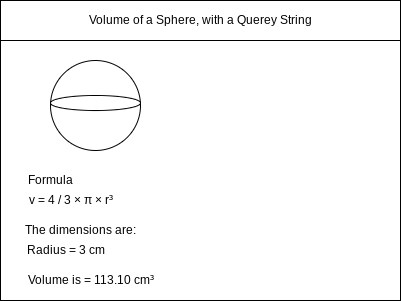 Volume of a Sphere, with a Querey String
Formula
v = 4 / 3 × π × r³
The dimensions are:
Radius = 3 cm
Volume is = 113.10 cm³